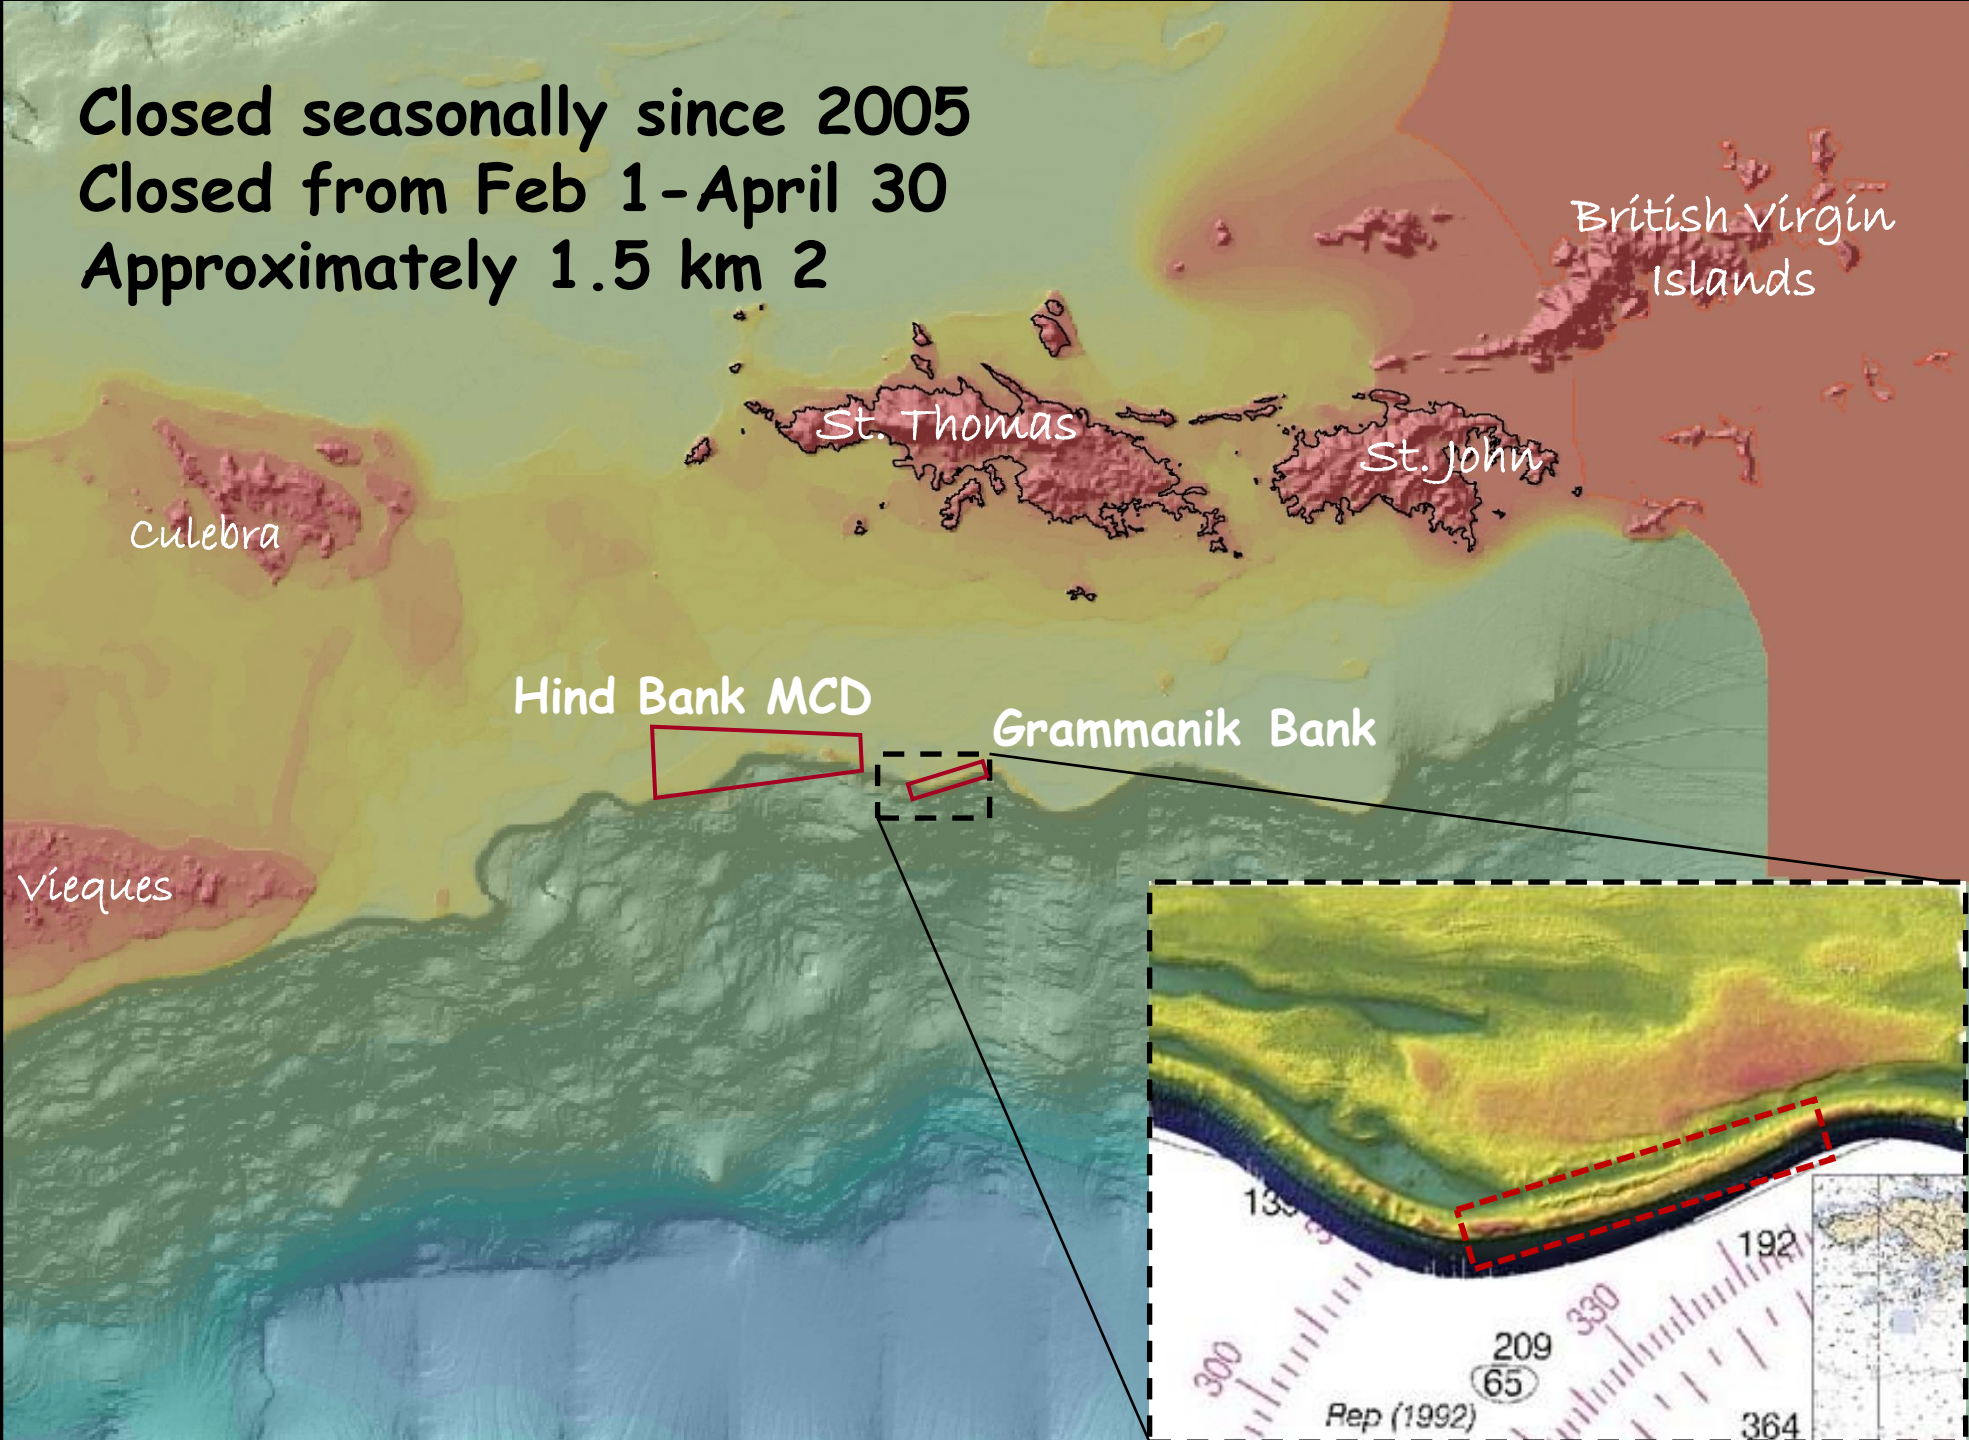 Closed seasonally since 2005
Closed from Feb 1-April 30
Approximately 1.5 km 2
British Virgin
Islands
St. Thomas
St. John
Culebra
Hind Bank MCD
Grammanik Bank
Vieques
192
330
209
65
300
Rep (1992)
364